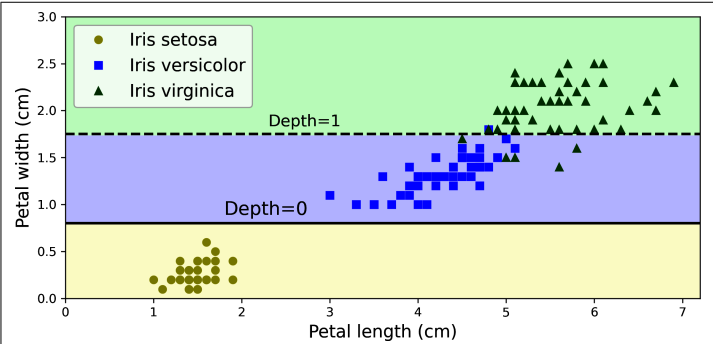 3.0
2.5
2.0
1.5
1.0
0.5
0.0
Petal width (cm)
Iris setosa
Iris versicolor
Iris virginica
Depth=1
Depth=0
0 1 2 3 4 5 6 7
Petal length (cm)